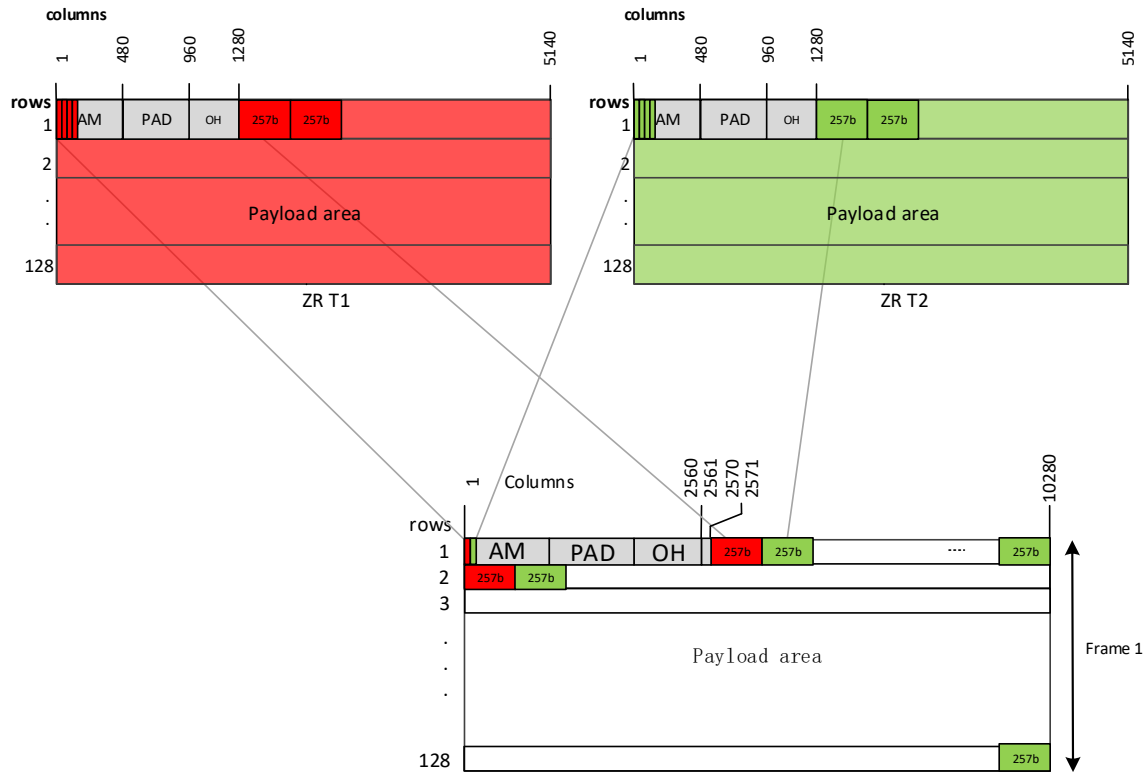 columns
columns
1
480
960
1280
5140
1
480
960
1280
5140
rows
1
AM
PAD
OH
257b
257b
rows
1
AM
PAD
OH
257b
257b
2
2
.
.
Payload area
.
.
Payload area
128
128
ZR T1
ZR T2
1
Columns
2560
2561
2570
2571
10280
rows
1
AM
PAD
OH
257b
257b
....
257b
2
257b
257b
3
.
.
.
Payload area
Frame 1
128
257b